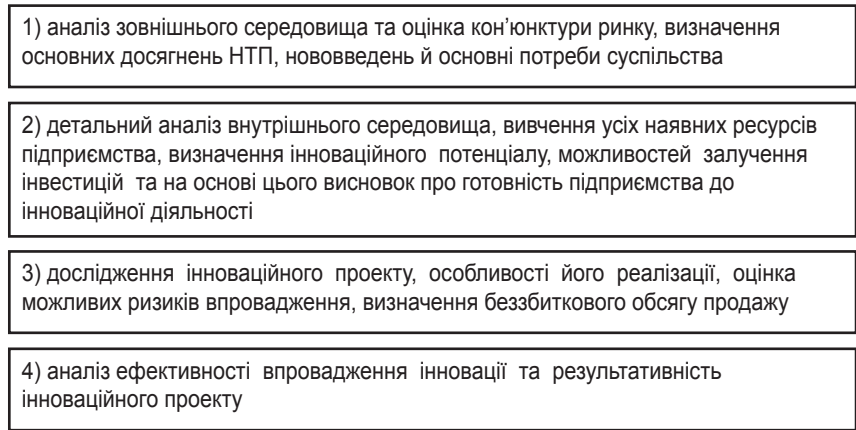 1) аналіз зовнішнього середовища та оцінка кон’юнктури ринку, визначення
основних досягнень НТП, нововведень й основні потреби суспільства
2) детальний аналіз внутрішнього середовища, вивчення усіх наявних ресурсів
підприємства, визначення інноваційного потенціалу, можливостей залучення
інвестицій та на основі цього висновок про готовність підприємства до
інноваційної діяльності
3) дослідження інноваційного проекту, особливості його реалізації, оцінка
можливих ризиків впровадження, визначення беззбиткового обсягу продажу
4) аналіз ефективності впровадження інновації та результативність
інноваційного проекту